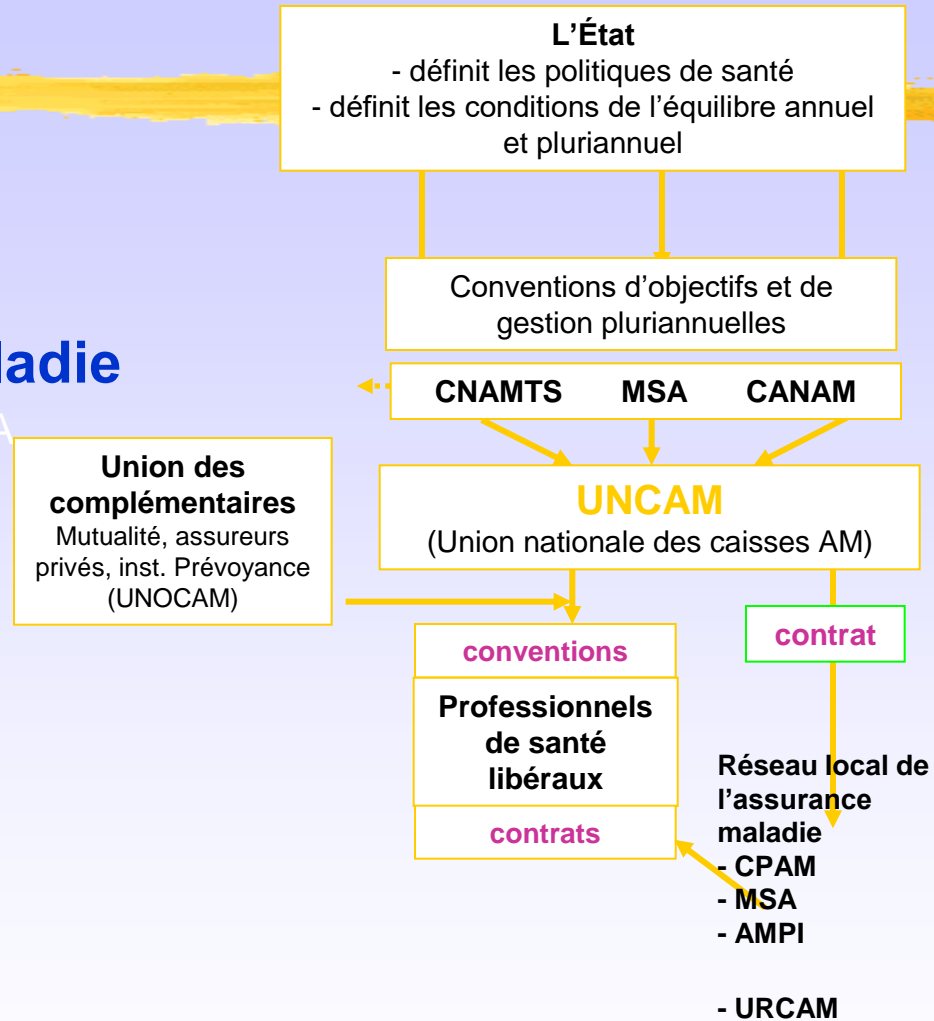 L’État
- définit les politiques de santé
- définit les conditions de l’équilibre annuel
et pluriannuel
Conventions d’objectifs et de
gestion pluriannuelles
ladie
A
CNAMTS MSA CANAM
Union des
complémentaires
Mutualité, assureurs
privés, inst. Prévoyance
(UNOCAM)
UNCAM
(Union nationale des caisses AM)
conventions
Professionnels
de santé
libéraux
contrats
contrat
Réseau local de
l’assurance
maladie
- CPAM
- MSA
- AMPI
- URCAM